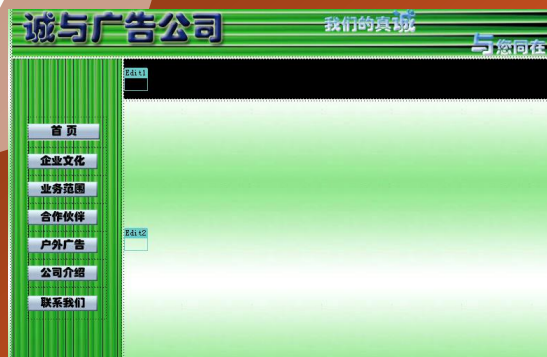 诚与广告公司
我们的真诚
与您同在
Edit1
首 页
企业文化
业务范围
合作伙伴
Edit2
户外广告
公司介绍
联系我们